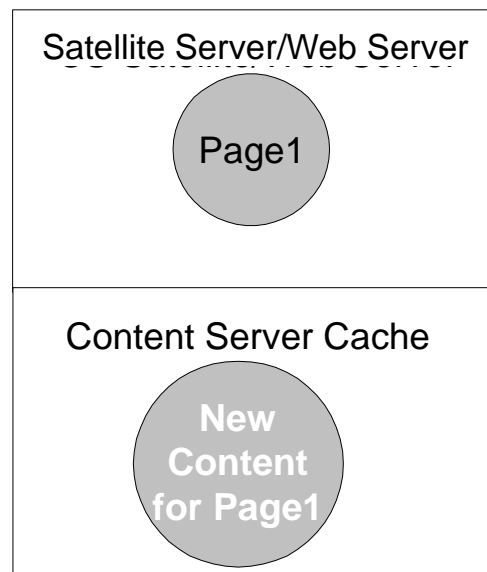 Satellite Server/Web Server
Page1
Content Server Cache
New
Content
for Page1